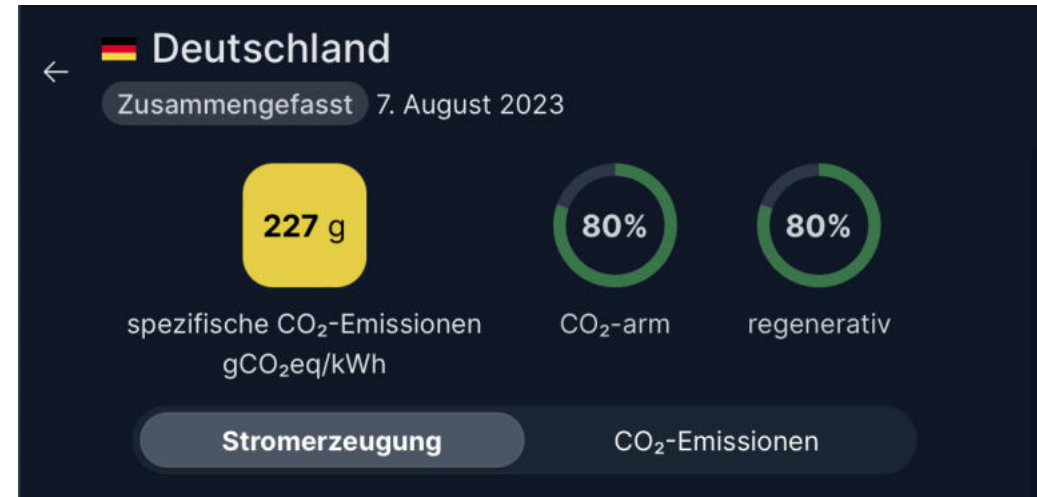 Deutschland
Zusammengefasst 7. August 2023
227 g
80%
80%
spezifische CO₂-Emissionen
gCO₂eq/kWh
CO₂-arm
regenerativ
Stromerzeugung
CO₂-Emissionen